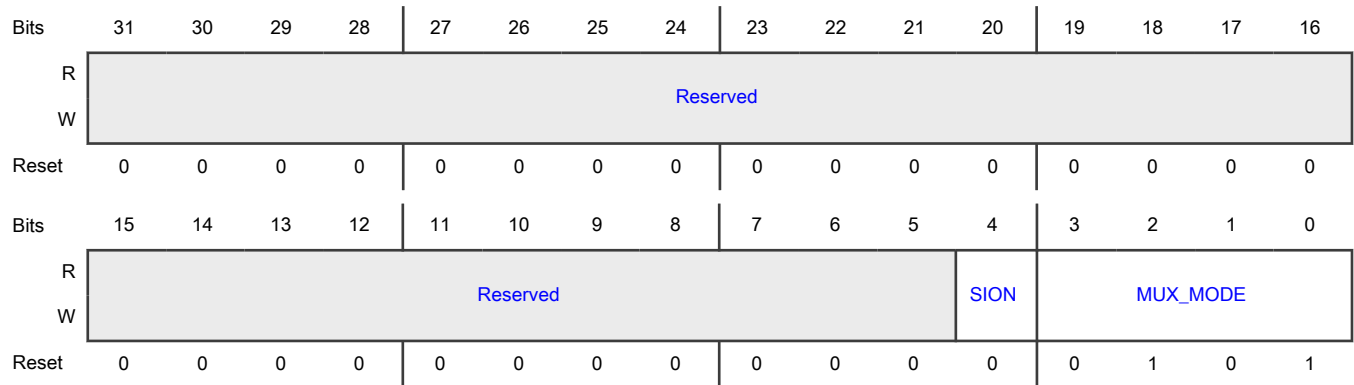 Bits 31 30 29 28 27 26 25 24 23 22 21 20 19 18 17 16
R
Reserved
W
Reset 0 0 0 0 0 0 0 0 0 0 0 0 0 0 0 0
Bits 15 14 13 12 11 10 9 8 7 6 5 4 3 2 1 0
R
Reserved SION MUX_MODE
W
Reset 0 0 0 0 0 0 0 0 0 0 0 0 0 1 0 1